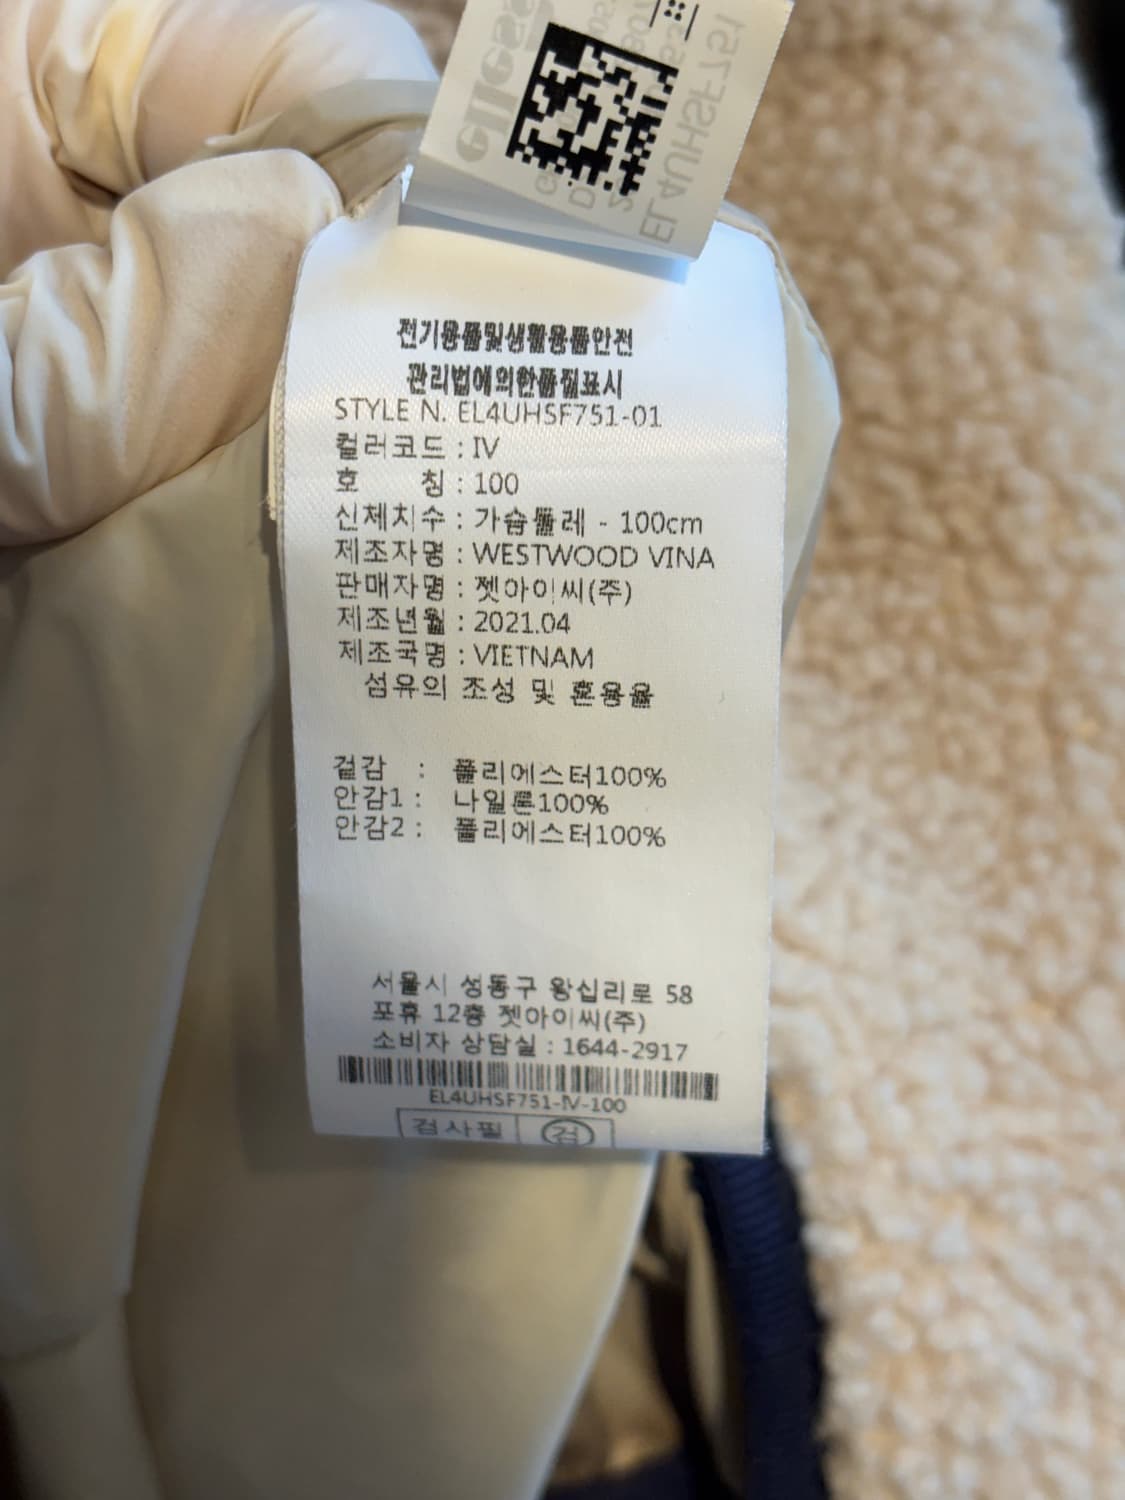 ellesse
EL4UHSF751
전기용품및생활용품안전
관리법에의한품질표시
STYLE N. EL4UHSF751-01
컬러코드 : IV
호 칭 : 100
신체치수 : 가슴둘레 - 100cm
제조자명 : WESTWOOD VINA
판매자명 : 젯아이씨(주)
제조년월 : 2021.04
제조국명 : VIETNAM
섬유의 조성 및 혼용율
겉감 : 폴리에스터100%
안감1 : 나일론100%
안감2 : 폴리에스터100%
서울시 성동구 왕십리로 58
포휴 12층 젯아이씨(주)
소비자 상담실 : 1644-2917
EL4UHSF751-IV-100
검사필 검